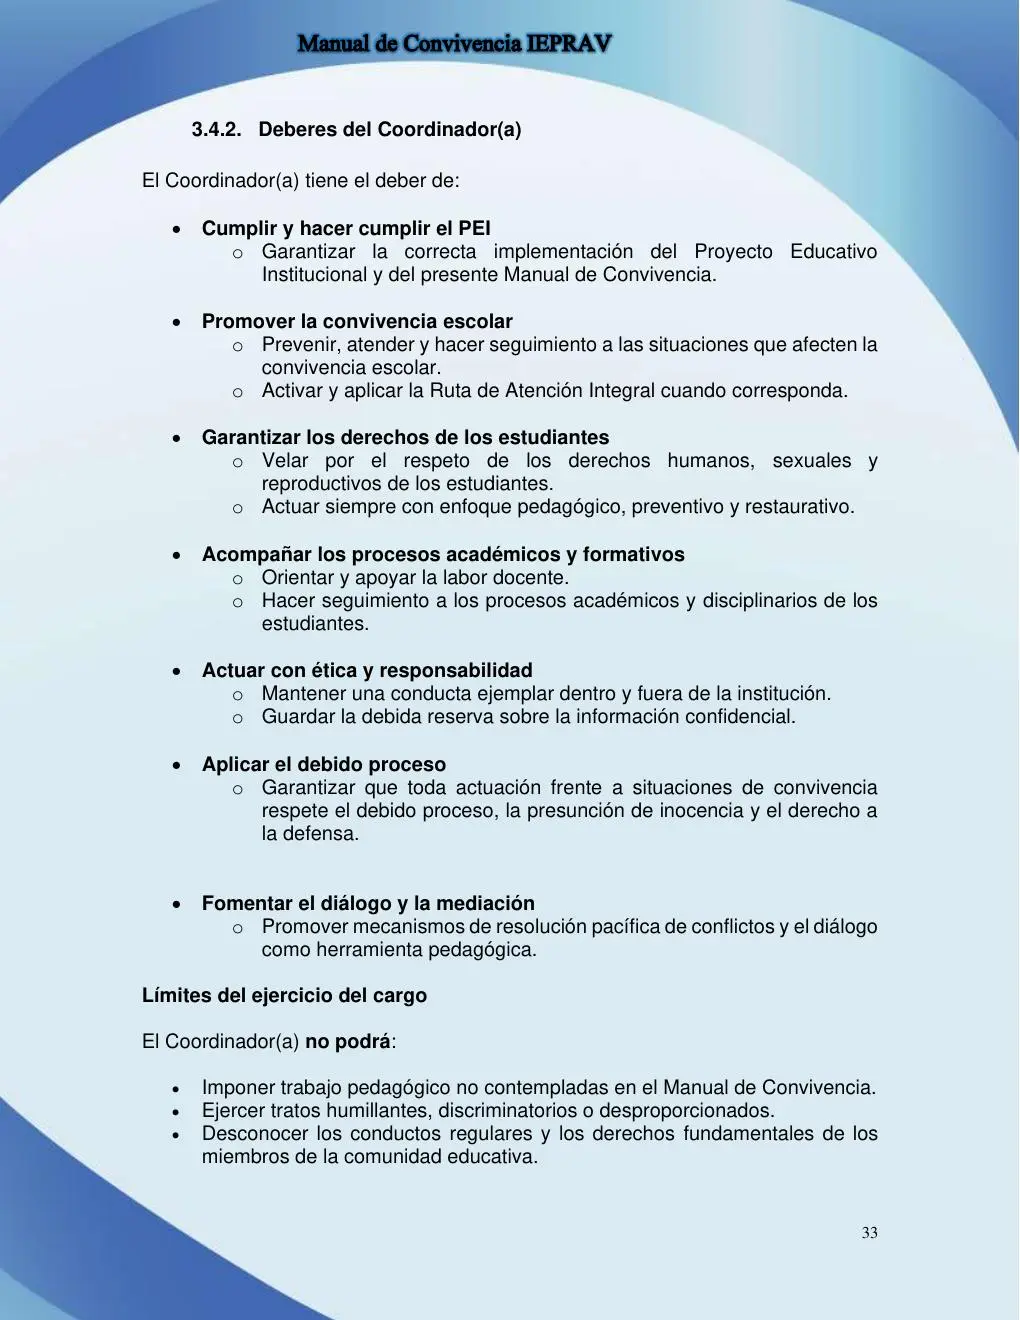 Manual de Convivencia IEPRAV
3.4.2. Deberes del Coordinador(a)
El Coordinador(a) tiene el deber de:
• Cumplir y hacer cumplir el PEI
o Garantizar la correcta implementación del Proyecto Educativo
Institucional y del presente Manual de Convivencia.
• Promover la convivencia escolar
o Prevenir, atender y hacer seguimiento a las situaciones que afecten la
convivencia escolar.
o Activar y aplicar la Ruta de Atención Integral cuando corresponda.
• Garantizar los derechos de los estudiantes
o Velar por el respeto de los derechos humanos, sexuales y
reproductivos de los estudiantes.
o Actuar siempre con enfoque pedagógico, preventivo y restaurativo.
• Acompañar los procesos académicos y formativos
o Orientar y apoyar la labor docente.
o Hacer seguimiento a los procesos académicos y disciplinarios de los
estudiantes.
• Actuar con ética y responsabilidad
o Mantener una conducta ejemplar dentro y fuera de la institución.
o Guardar la debida reserva sobre la información confidencial.
• Aplicar el debido proceso
o Garantizar que toda actuación frente a situaciones de convivencia
respete el debido proceso, la presunción de inocencia y el derecho a
la defensa.
• Fomentar el diálogo y la mediación
o Promover mecanismos de resolución pacífica de conflictos y el diálogo
como herramienta pedagógica.
Límites del ejercicio del cargo
El Coordinador(a) no podrá:
• Imponer trabajo pedagógico no contempladas en el Manual de Convivencia.
• Ejercer tratos humillantes, discriminatorios o desproporcionados.
• Desconocer los conductos regulares y los derechos fundamentales de los
miembros de la comunidad educativa.
33